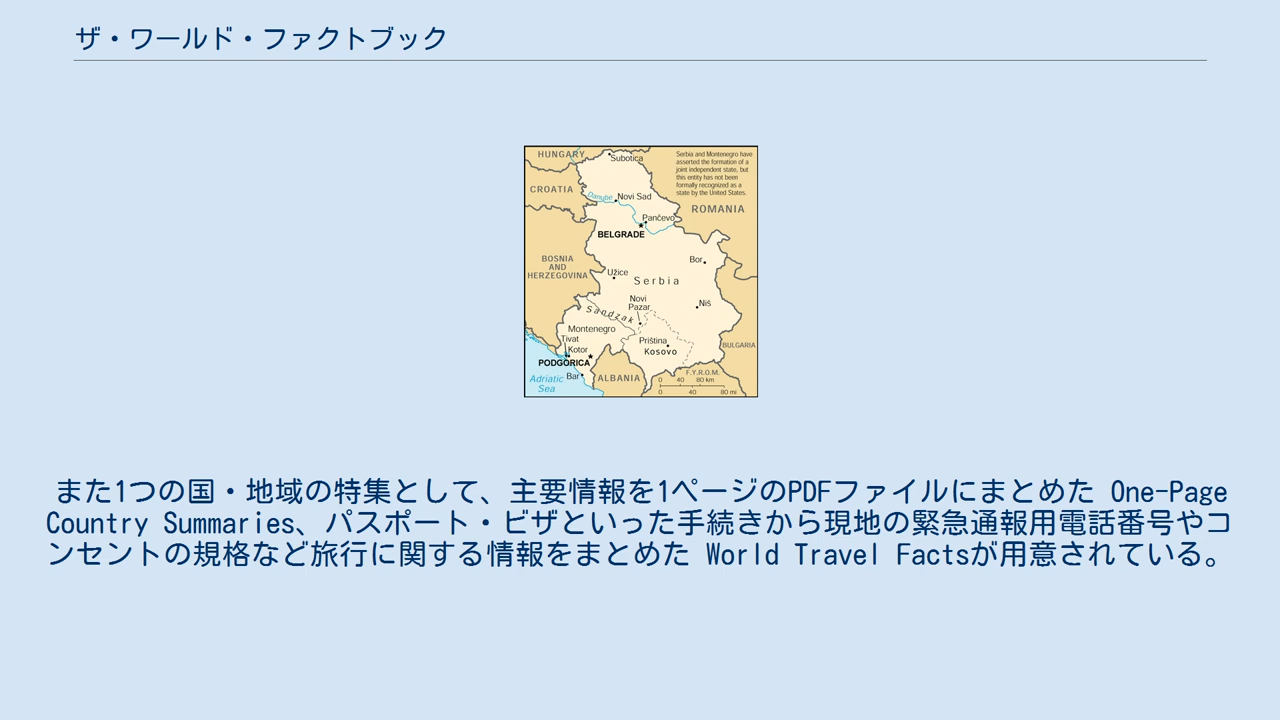 ザ・ワールド・ファクトブック
HUNGARY
Subotica
Serbia and Montenegro have
asserted the formation of a
joint independent state, but
this entity has not been
formally recognized as a
state by the United States.
CROATIA
Danube
Novi Sad
ROMANIA
Pančevo
BELGRADE
BOSNIA
AND
HERZEGOVINA
Bor
Užice
Serbia
Novi
Pazar
Niš
Sandzak
Montenegro
Tivat
Kotor
Priština
Kosovo
BULGARIA
PODGORICA
F.Y.R.O.M.
Adriatic
Sea
Bar
ALBANIA
0 40 80 km
0 40 80 mi
また1つの国・地域の特集として、主要情報を1ページのPDFファイルにまとめた One-Page
Country Summaries、パスポート・ビザといった手続きから現地の緊急通報用電話番号やコ
ンセントの規格など旅行に関する情報をまとめた World Travel Factsが用意されている。